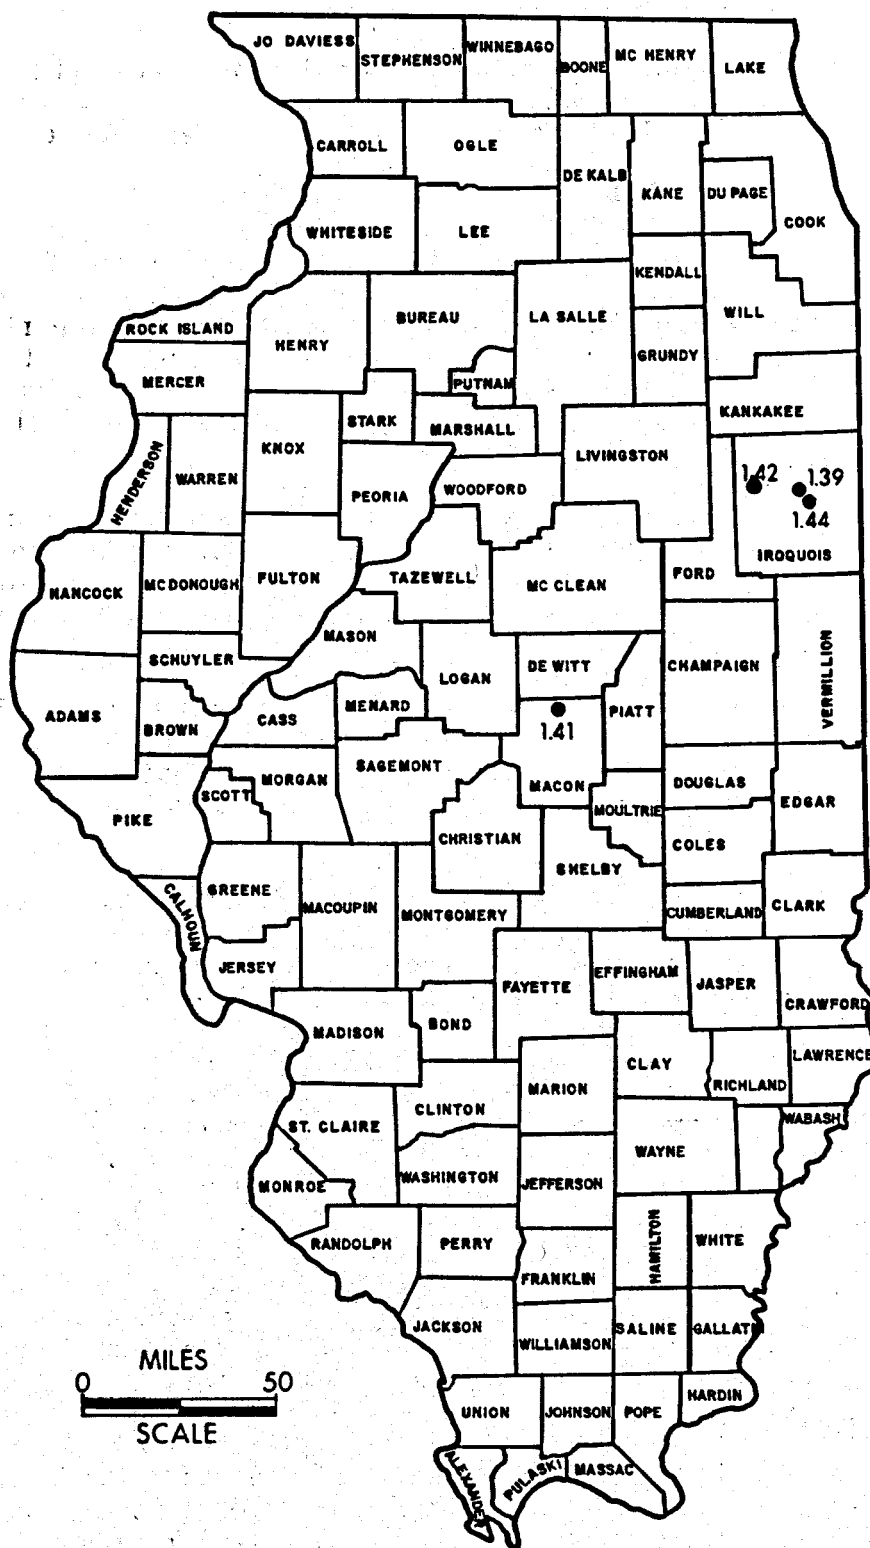 JO DAVIESS
STEPHENSON
WINNEBAGO
BOONE
MC HENRY
LAKE
CARROLL
OGLE
DE KALB
KANE
DU PAGE
COOK
WHITESIDE
LEE
KENDALL
ROCK ISLAND
HENRY
BUREAU
LA SALLE
WILL
GRUNDY
MERCER
PUTNAM
KANKAKEE
STARK
MARSHALL
HENDERSON
WARREN
KNOX
PEORIA
WOODFORD
LIVINGSTON
1.42
1.39
1.44
IROQUOIS
HANCOCK
MCDONOUGH
FULTON
TAZEWELL
MC CLEAN
FORD
MASON
SCHUYLER
LOGAN
DE WITT
CHAMPAIGN
VERMILLION
ADAMS
BROWN
CASS
MENARD
1.41
PIATT
SAGEMONT
MORGAN
SCOTT
MACON
MOULTRIE
DOUGLAS
EDGAR
PIKE
CHRISTIAN
SHELBY
COLES
CALHOUN
GREENE
MACOUPIN
MONTGOMERY
CUMBERLAND
CLARK
JERSEY
FAYETTE
EFFINGHAM
JASPER
CRAWFORD
MADISON
BOND
CLAY
RICHLAND
LAWRENCE
MARION
CLINTON
ST. CLAIRE
WABASH
WAYNE
WASHINGTON
JEFFERSON
MONROE
RANDOLPH
PERRY
HAMILTON
WHITE
FRANKLIN
JACKSON
WILLIAMSON
SALINE
GALLATIN
MILES
0 50
SCALE
UNION
JOHNSON
POPE
HARDIN
ALEXANDER
PULASKI
MASSAC